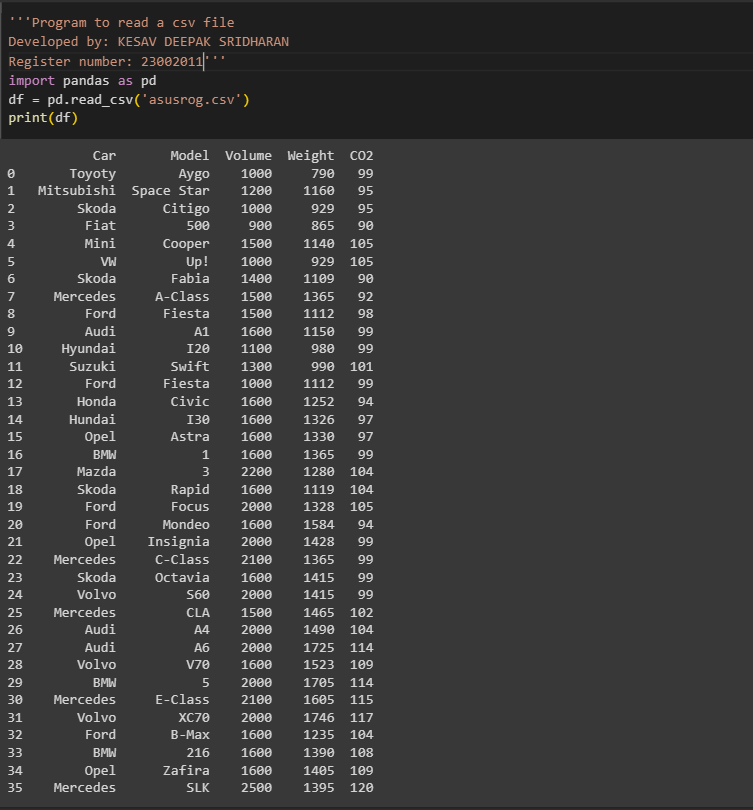 '''Program to read a csv file
Developed by: KESAV DEEPAK SRIDHARAN
Register number: 23002011'''
import pandas as pd
df = pd.read_csv('asusrog.csv')
print(df)
Car Model Volume Weight CO2
0 Toyoty Aygo 1000 790 99
1 Mitsubishi Space Star 1200 1160 95
2 Skoda Citigo 1000 929 95
3 Fiat 500 900 865 90
4 Mini Cooper 1500 1140 105
5 VW Up! 1000 929 105
6 Skoda Fabia 1400 1109 90
7 Mercedes A-Class 1500 1365 92
8 Ford Fiesta 1500 1112 98
9 Audi A1 1600 1150 99
10 Hyundai I20 1100 980 99
11 Suzuki Swift 1300 990 101
12 Ford Fiesta 1000 1112 99
13 Honda Civic 1600 1252 94
14 Hundai I30 1600 1326 97
15 Opel Astra 1600 1330 97
16 BMW 1 1600 1365 99
17 Mazda 3 2200 1280 104
18 Skoda Rapid 1600 1119 104
19 Ford Focus 2000 1328 105
20 Ford Mondeo 1600 1584 94
21 Opel Insignia 2000 1428 99
22 Mercedes C-Class 2100 1365 99
23 Skoda Octavia 1600 1415 99
24 Volvo S60 2000 1415 99
25 Mercedes CLA 1500 1465 102
26 Audi A4 2000 1490 104
27 Audi A6 2000 1725 114
28 Volvo V70 1600 1523 109
29 BMW 5 2000 1705 114
30 Mercedes E-Class 2100 1605 115
31 Volvo XC70 2000 1746 117
32 Ford B-Max 1600 1235 104
33 BMW 216 1600 1390 108
34 Opel Zafira 1600 1405 109
35 Mercedes SLK 2500 1395 120